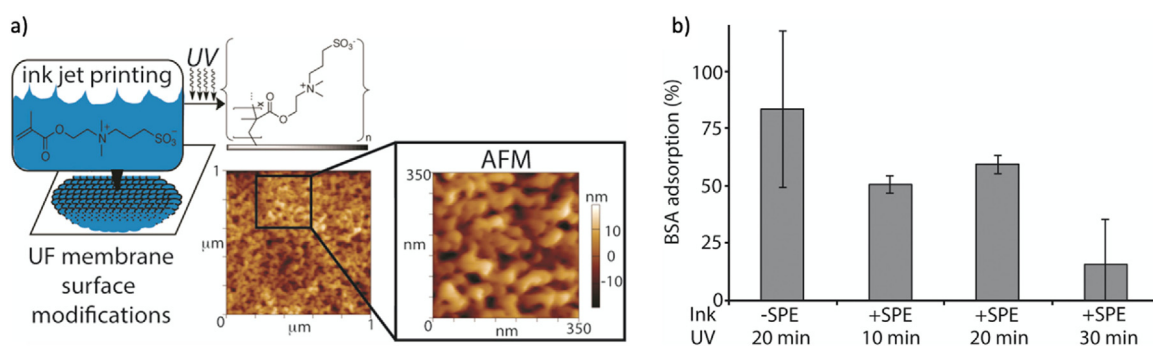 a)
ink jet printing
UV
SO₃⁻
N
+
x
O
O
n
O
O
N
+
SO₃⁻
UF membrane
surface
modifications
1
µm
0
µm
1
AFM
350
nm
0
nm
350
nm
10
0
-10
b)
BSA adsorption (%)
100
75
50
25
0
Ink -SPE +SPE +SPE +SPE
UV 20 min 10 min 20 min 30 min